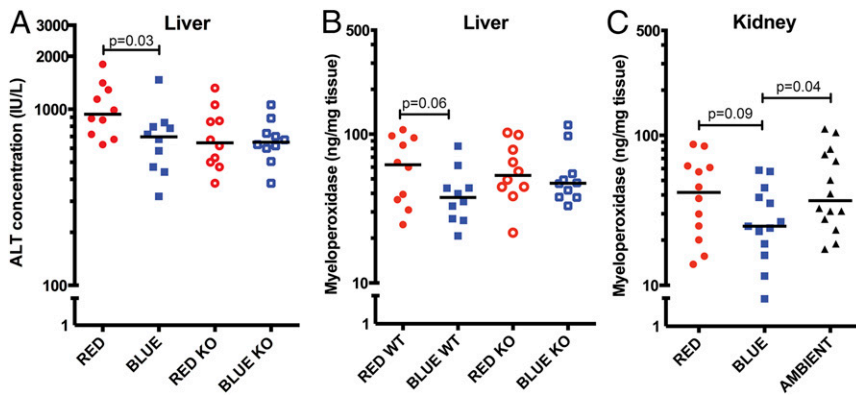 A
Liver
ALT concentration (IU/L)
3000
2000
1000
100
1
p=0.03
RED
BLUE
RED KO
BLUE KO
B
Liver
Myeloperoxidase (ng/mg tissue)
500
100
10
1
p=0.06
RED WT
BLUE WT
RED KO
BLUE KO
C
Kidney
Myeloperoxidase (ng/mg tissue)
500
100
10
1
p=0.04
p=0.09
RED
BLUE
AMBIENT